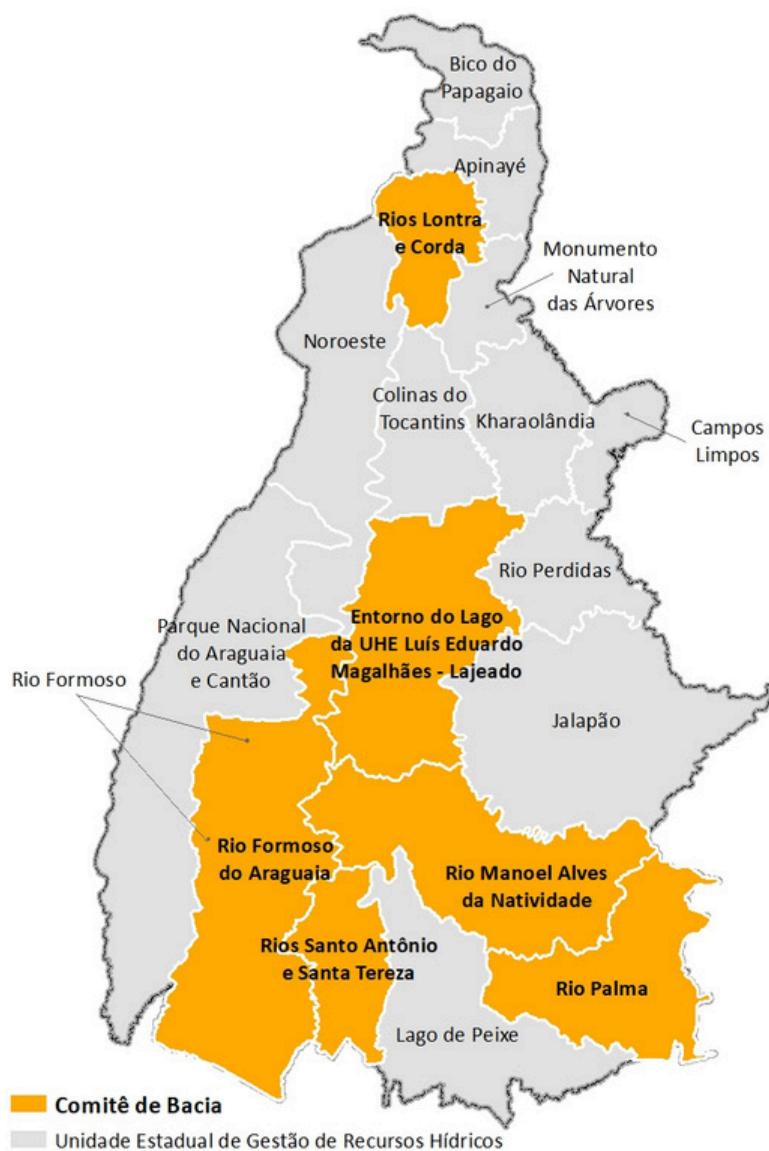 Bico do
Papagaio
Apinayé
Rios Lontra
e Corda
Monumento
Natural
das Árvores
Noroeste
Colinas do
Tocantins
Kharaolândia
Campos
Limpos
Rio Perdidas
Entorno do Lago
da UHE Luís Eduardo
Magalhães - Lajeado
Parque Nacional
do Araguaia
e Cantão
Rio Formoso
Jalapão
Rio Formoso
do Araguaia
Rio Manoel Alves
da Natividade
Rios Santo Antônio
e Santa Tereza
Rio Palma
Lago de Peixe
Comitê de Bacia
Unidade Estadual de Gestão de Recursos Hídricos